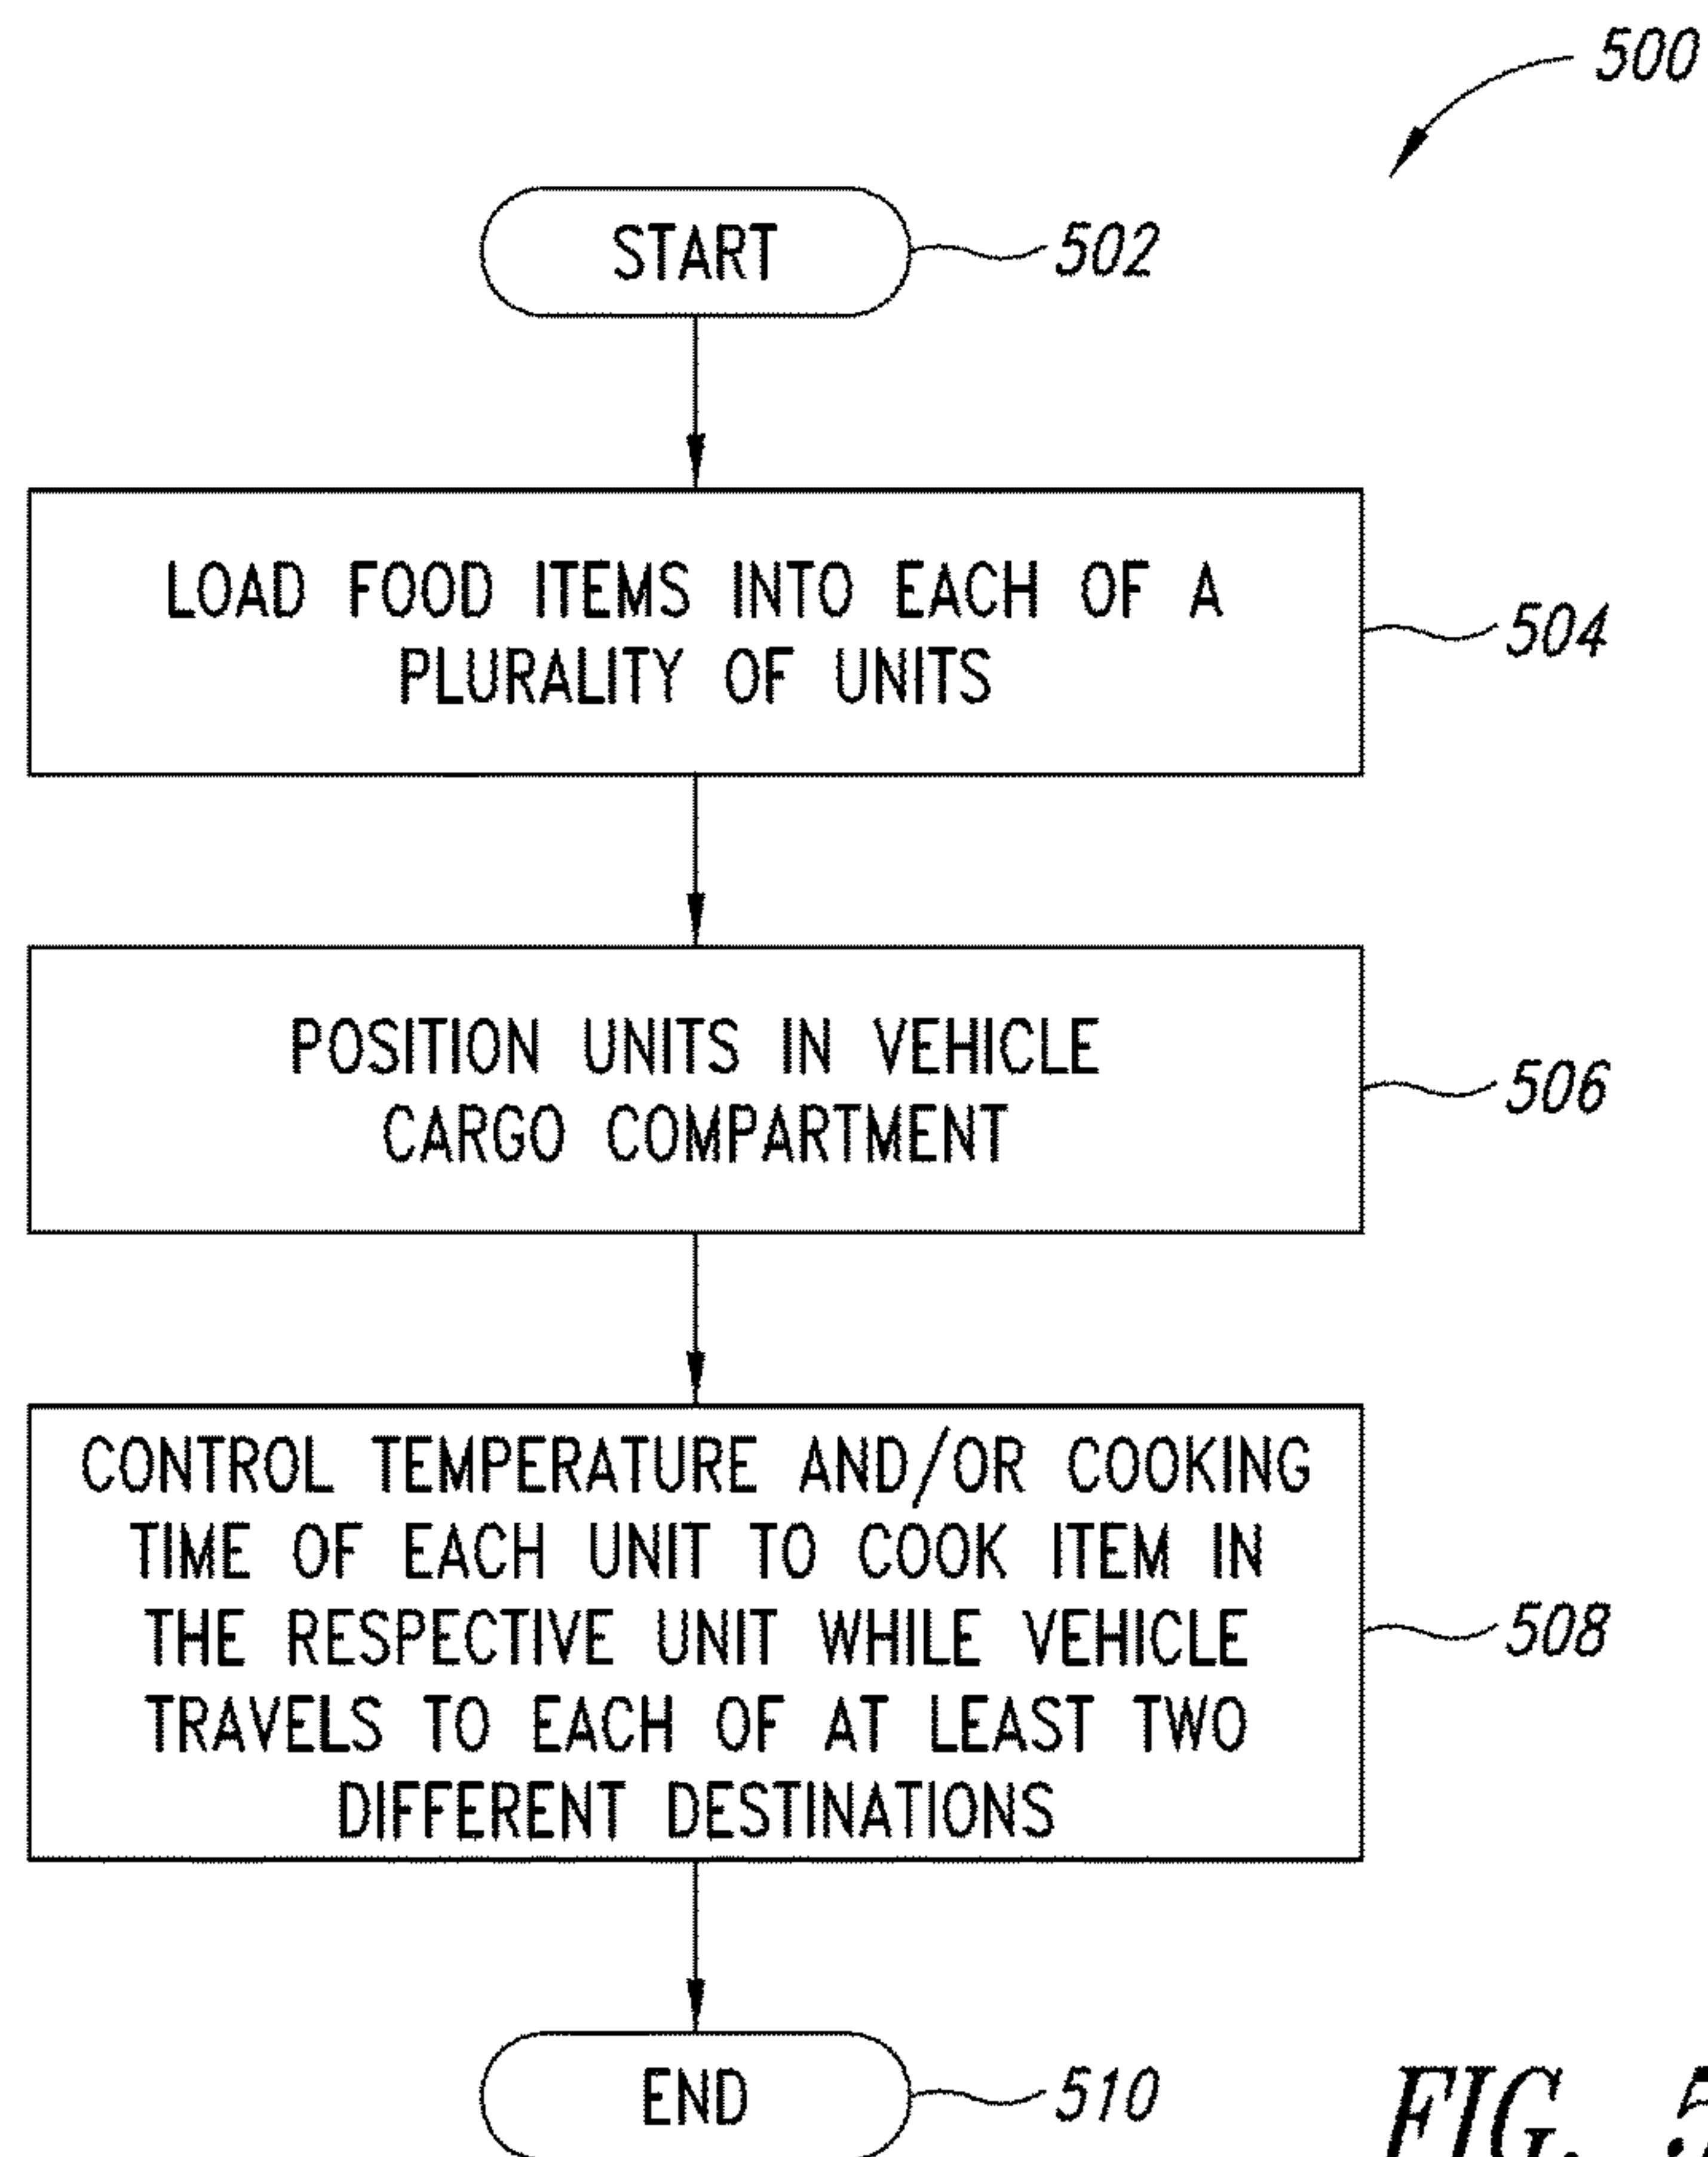 500
START
502
LOAD FOOD ITEMS INTO EACH OF A
PLURALITY OF UNITS
504
POSITION UNITS IN VEHICLE
CARGO COMPARTMENT
506
CONTROL TEMPERATURE AND/OR COOKING
TIME OF EACH UNIT TO COOK ITEM IN
THE RESPECTIVE UNIT WHILE VEHICLE
TRAVELS TO EACH OF AT LEAST TWO
DIFFERENT DESTINATIONS
508
END
510
FIG. 5